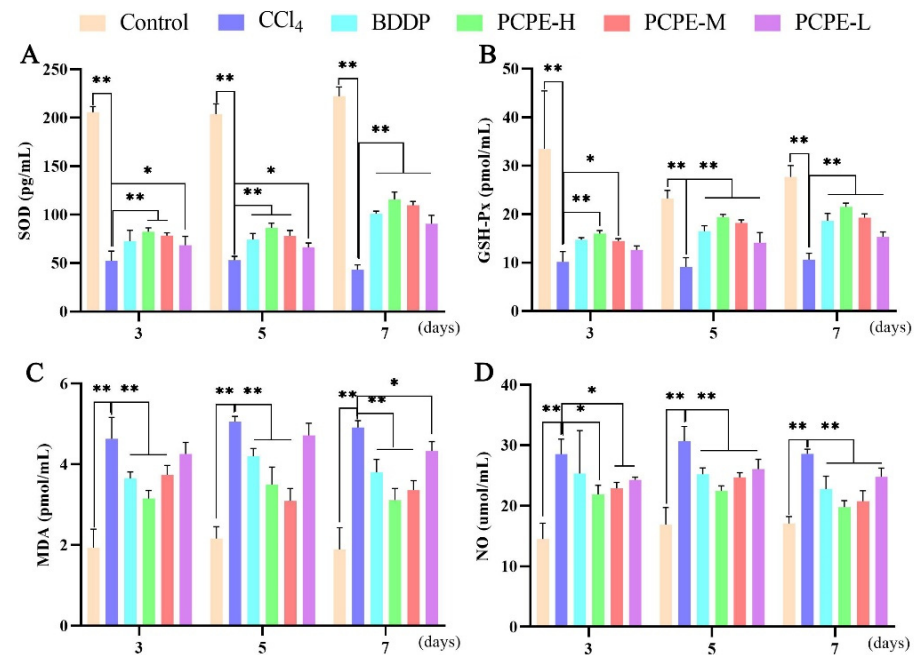 Control CCl4 BDDP PCPE-H PCPE-M PCPE-L
A
SOD (pg/mL)
250
200
150
100
50
0
** ** * 3
** ** * 5
** ** 7
(days)
B
GSH-Px (pmol/mL)
50
40
30
20
10
0
** ** * 3
** ** 5
** ** 7
(days)
C
MDA (pmol/mL)
6
4
2
0
** ** 3
** ** 5
** ** * 7
(days)
D
NO (umol/mL)
40
30
20
10
0
** * * 3
** ** 5
** ** 7
(days)